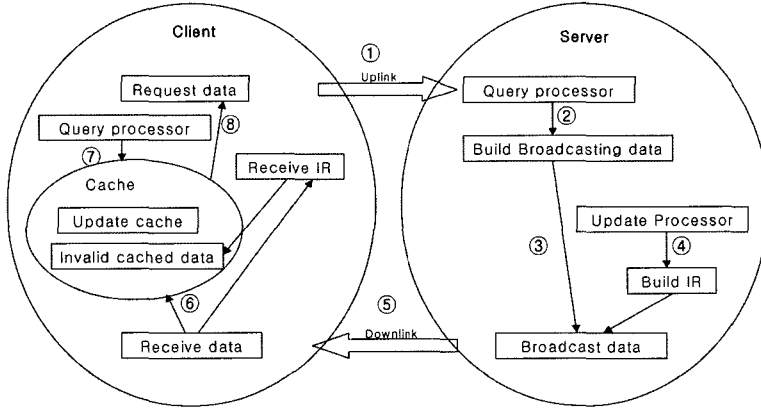 Client
Server
①
Uplink
Request data
Query processor
②
Query processor
⑧
⑦
Build Broadcasting data
Receive IR
Cache
Update cache
Update Processor
③
④
Invalid cached data
Build IR
⑥
⑤
Downlink
Receive data
Broadcast data